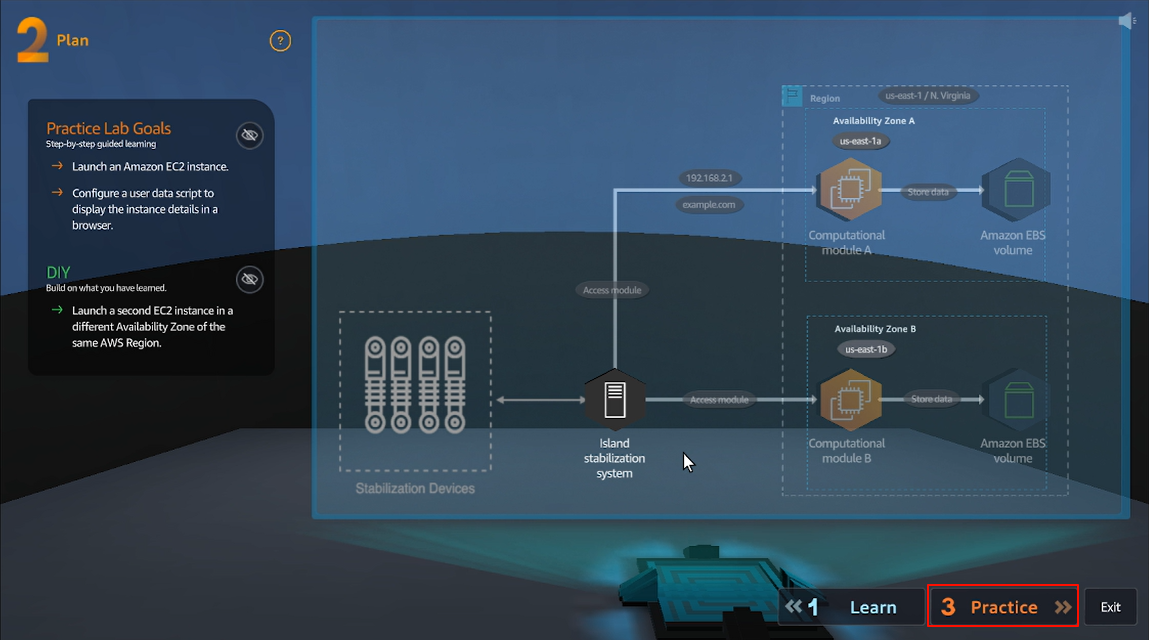 2 Plan
?
Practice Lab Goals
Step-by-step guided learning
Launch an Amazon EC2 instance.
Configure a user data script to
display the instance details in a
browser.
DIY
Build on what you have learned.
Launch a second EC2 instance in a
different Availability Zone of the
same AWS Region.
Region
us-east-1 / N. Virginia
Availability Zone A
us-east-1a
192.168.2.1
example.com
Store data
Computational
module A
Amazon EBS
volume
Access module
Availability Zone B
us-east-1b
Access module
Store data
Computational
module B
Amazon EBS
volume
Island
stabilization
system
Stabilization Devices
1 Learn
3 Practice
Exit